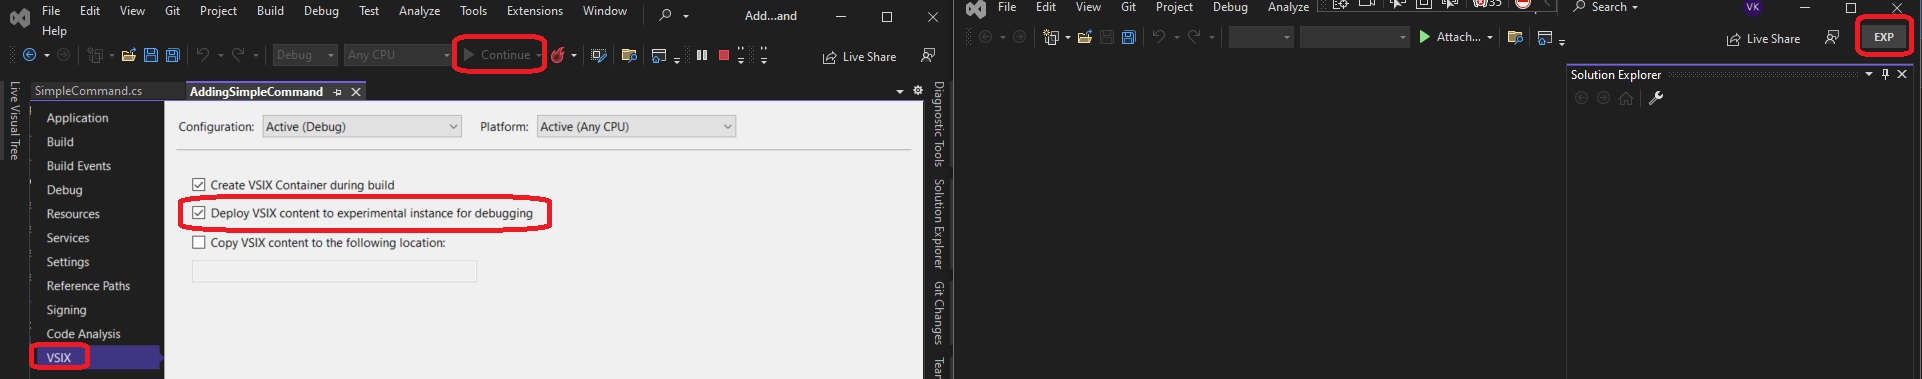 File Edit View Git Project Build Debug Test Analyze Tools Extensions Window Add...and
Help
Debug Any CPU Continue Live Share
SimpleCommand.cs AddingSimpleCommand
Live Visual Tree
Application
Build
Build Events
Debug
Resources
Services
Settings
Reference Paths
Signing
Code Analysis
VSIX
Configuration: Active (Debug) Platform: Active (Any CPU)
Create VSIX Container during build
Deploy VSIX content to experimental instance for debugging
Copy VSIX content to the following location:
Diagnostic Tools
Solution Explorer
Git Changes
File Edit View Git Project Debug Analyze 35 Search VK
Attach... Live Share EXP
Solution Explorer